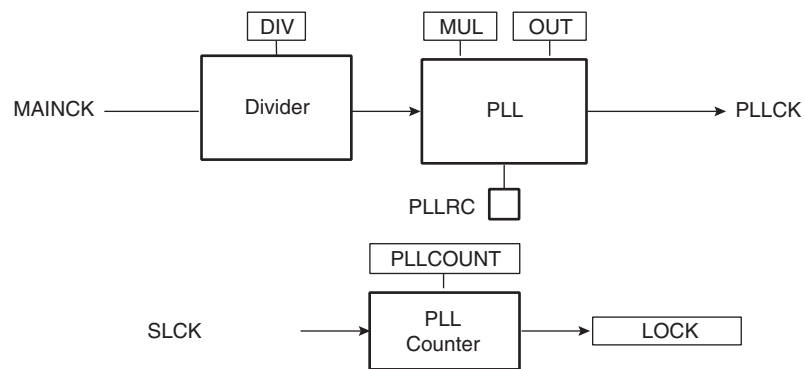 DIV
MUL
OUT
MAINCK
Divider
PLL
PLLCK
PLLRC
PLLCOUNT
SLCK
PLL
Counter
LOCK